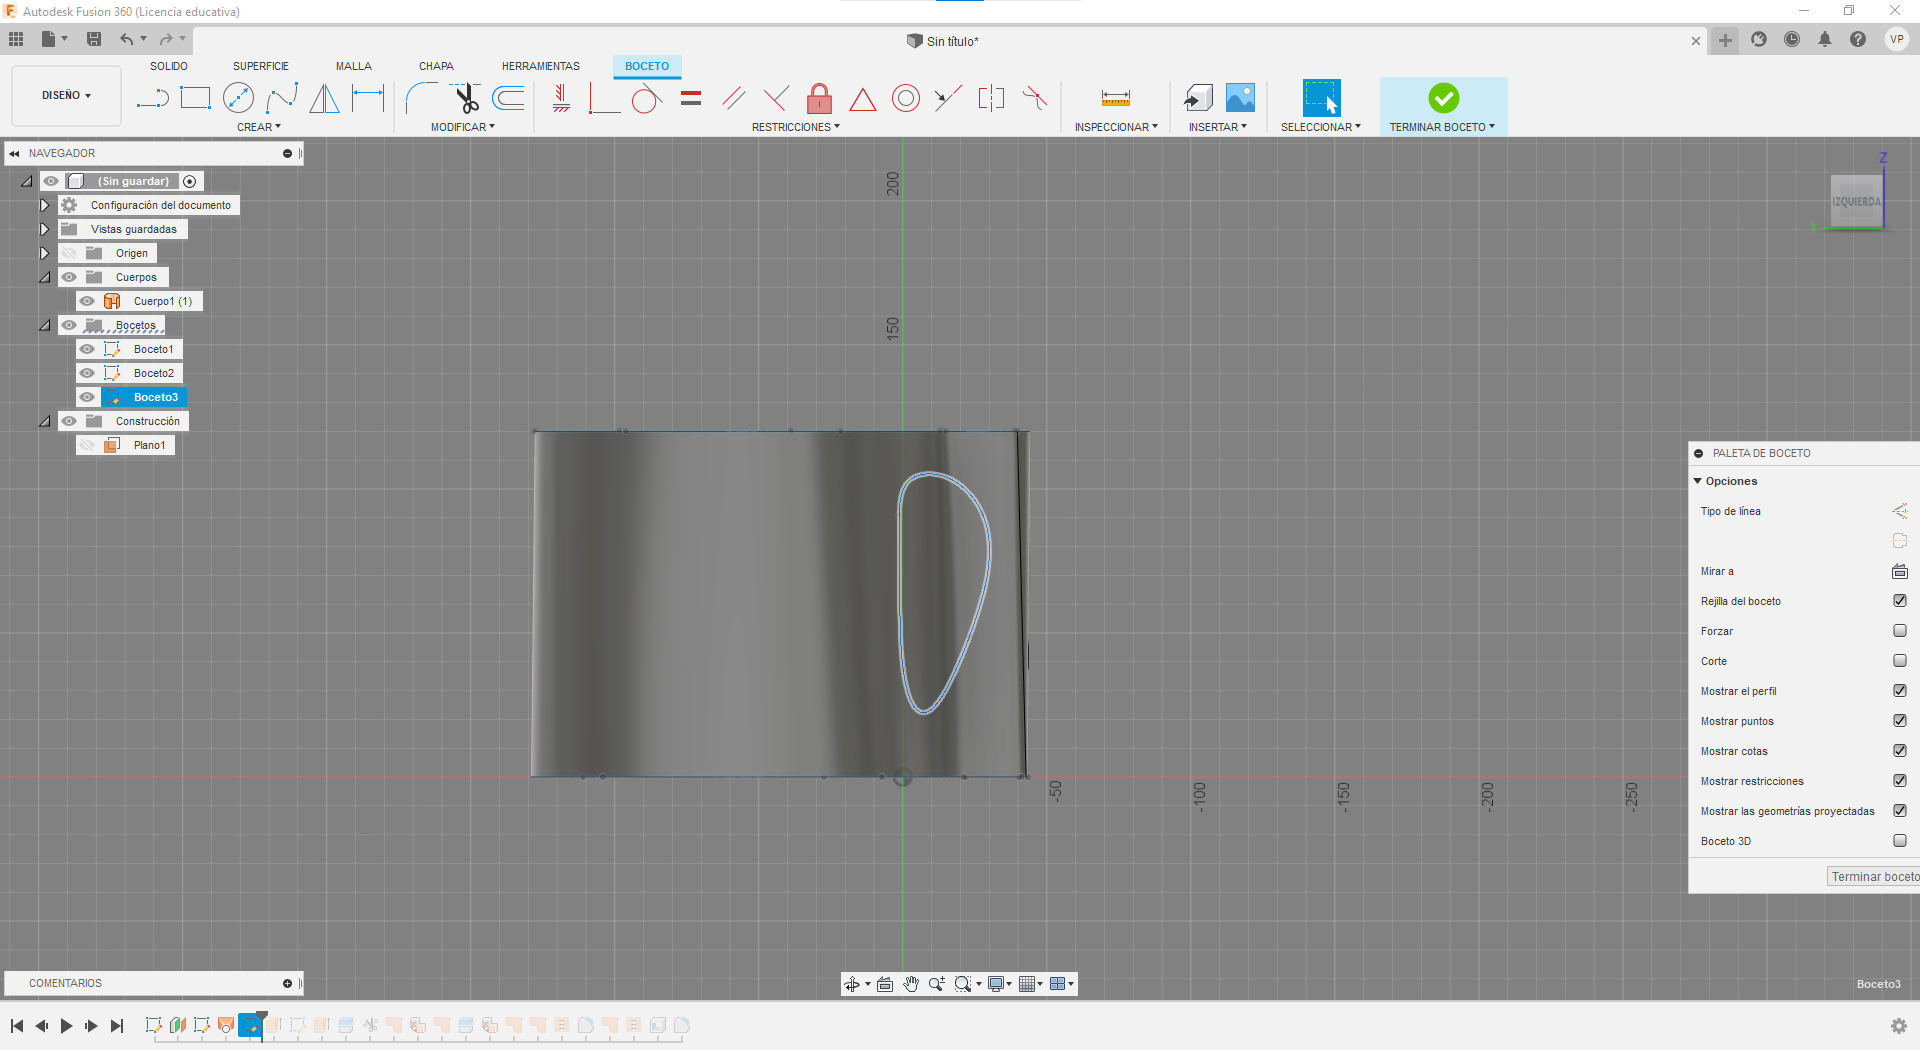 Autodesk Fusion 360 (Licencia educativa)
Sin título*
VP
SOLIDO
SUPERFICIE
MALLA
CHAPA
HERRAMIENTAS
BOCETO
DISEÑO
CREAR
MODIFICAR
RESTRICCIONES
INSPECCIONAR
INSERTAR
SELECCIONAR
TERMINAR BOCETO
NAVEGADOR
(Sin guardar)
Configuración del documento
Vistas guardadas
Origen
Cuerpos
Cuerpo1 (1)
Bocetos
Boceto1
Boceto2
Boceto3
Construcción
Plano1
200
150
-50
-100
-150
-200
-250
Z
IZQUIERDA
Y
PALETA DE BOCETO
Opciones
Tipo de línea
Mirar a
Rejilla del boceto
Forzar
Corte
Mostrar el perfil
Mostrar puntos
Mostrar cotas
Mostrar restricciones
Mostrar las geometrías proyectadas
Boceto 3D
Terminar boceto
COMENTARIOS
Boceto3